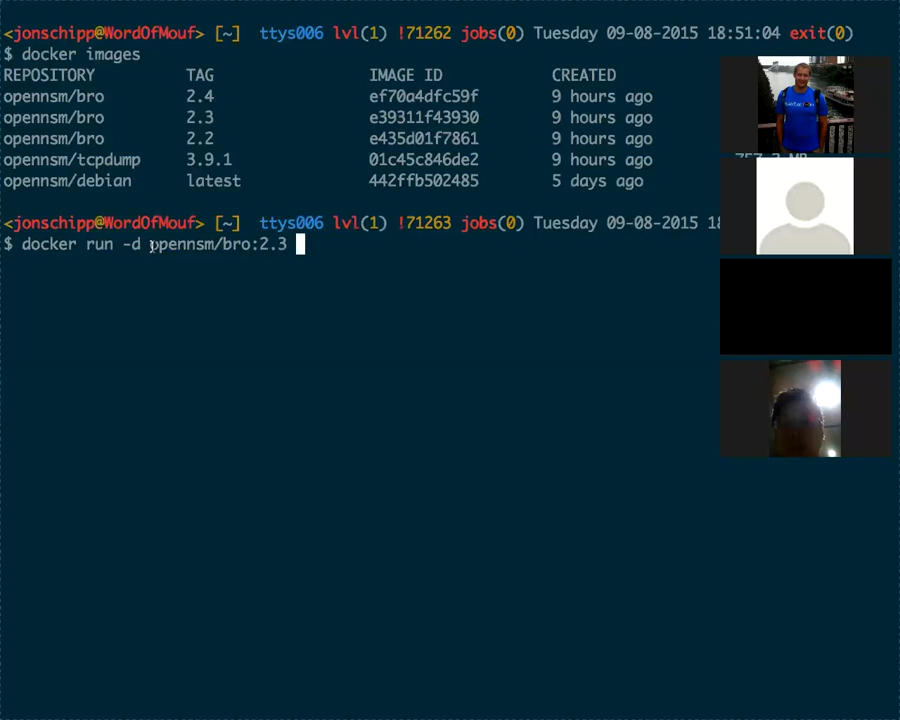 <jonschipp@WordOfMouf> [~]  ttys006 lvl(1) !71262 jobs(0) Tuesday 09-08-2015 18:51:04 exit(0)
$ docker images
REPOSITORY TAG IMAGE ID CREATED
opennsm/bro 2.4 ef70a4dfc59f 9 hours ago
opennsm/bro 2.3 e39311f43930 9 hours ago
opennsm/bro 2.2 e435d01f7861 9 hours ago
opennsm/tcpdump 3.9.1 01c45c846de2 9 hours ago
opennsm/debian latest 442ffb502485 5 days ago
<jonschipp@WordOfMouf> [~]  ttys006 lvl(1) !71263 jobs(0) Tuesday 09-08-2015 18
$ docker run -d opennsm/bro:2.3